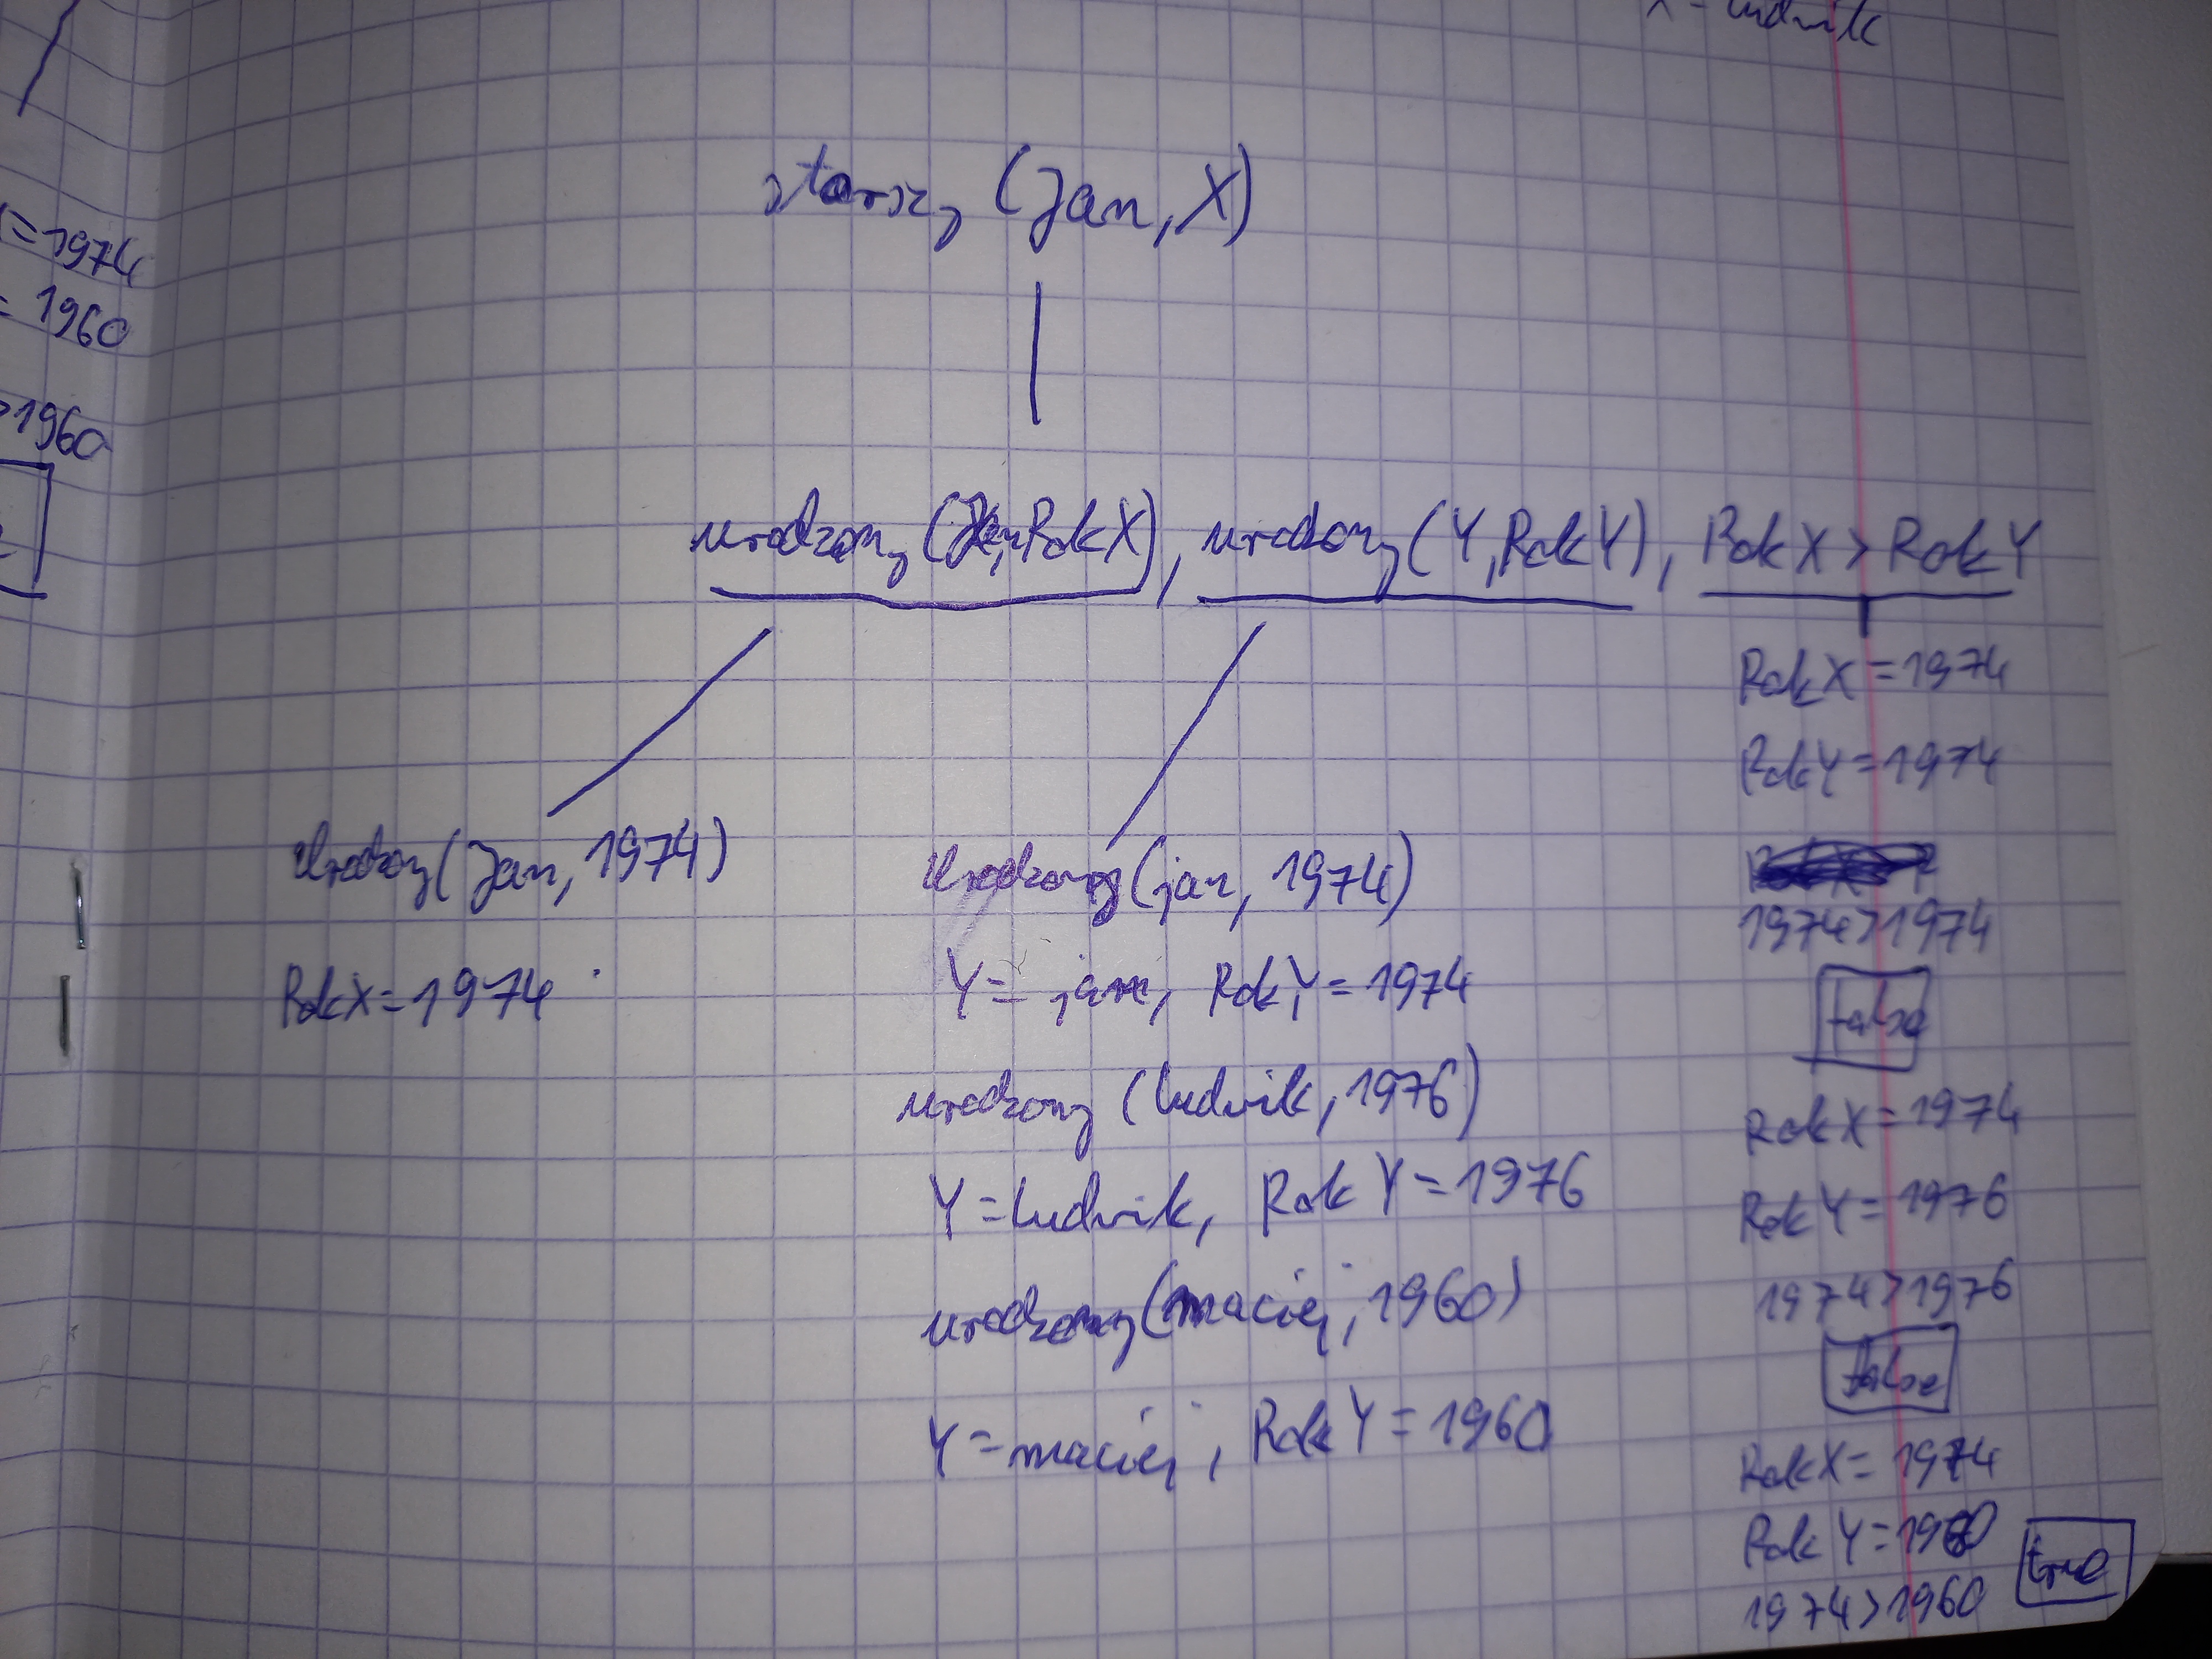 X = ludwik
=1974
= 1960
>1960
starszy (Jan, X)
urodzony (Jan, RokX), urodzony (Y, RokY), RokX > RokY
urodzony (Jan, 1974)
RokX = 1974
urodzony (jan, 1974)
Y = jan, RokY = 1974
urodzony (ludwik, 1976)
Y = ludwik, RokY = 1976
urodzony (maciej, 1960)
Y = maciej, RokY = 1960
RokX = 1974
RokY = 1974
1974 > 1974
false
RokX = 1974
RokY = 1976
1974 > 1976
false
RokX = 1974
RokY = 1960
1974 > 1960
true